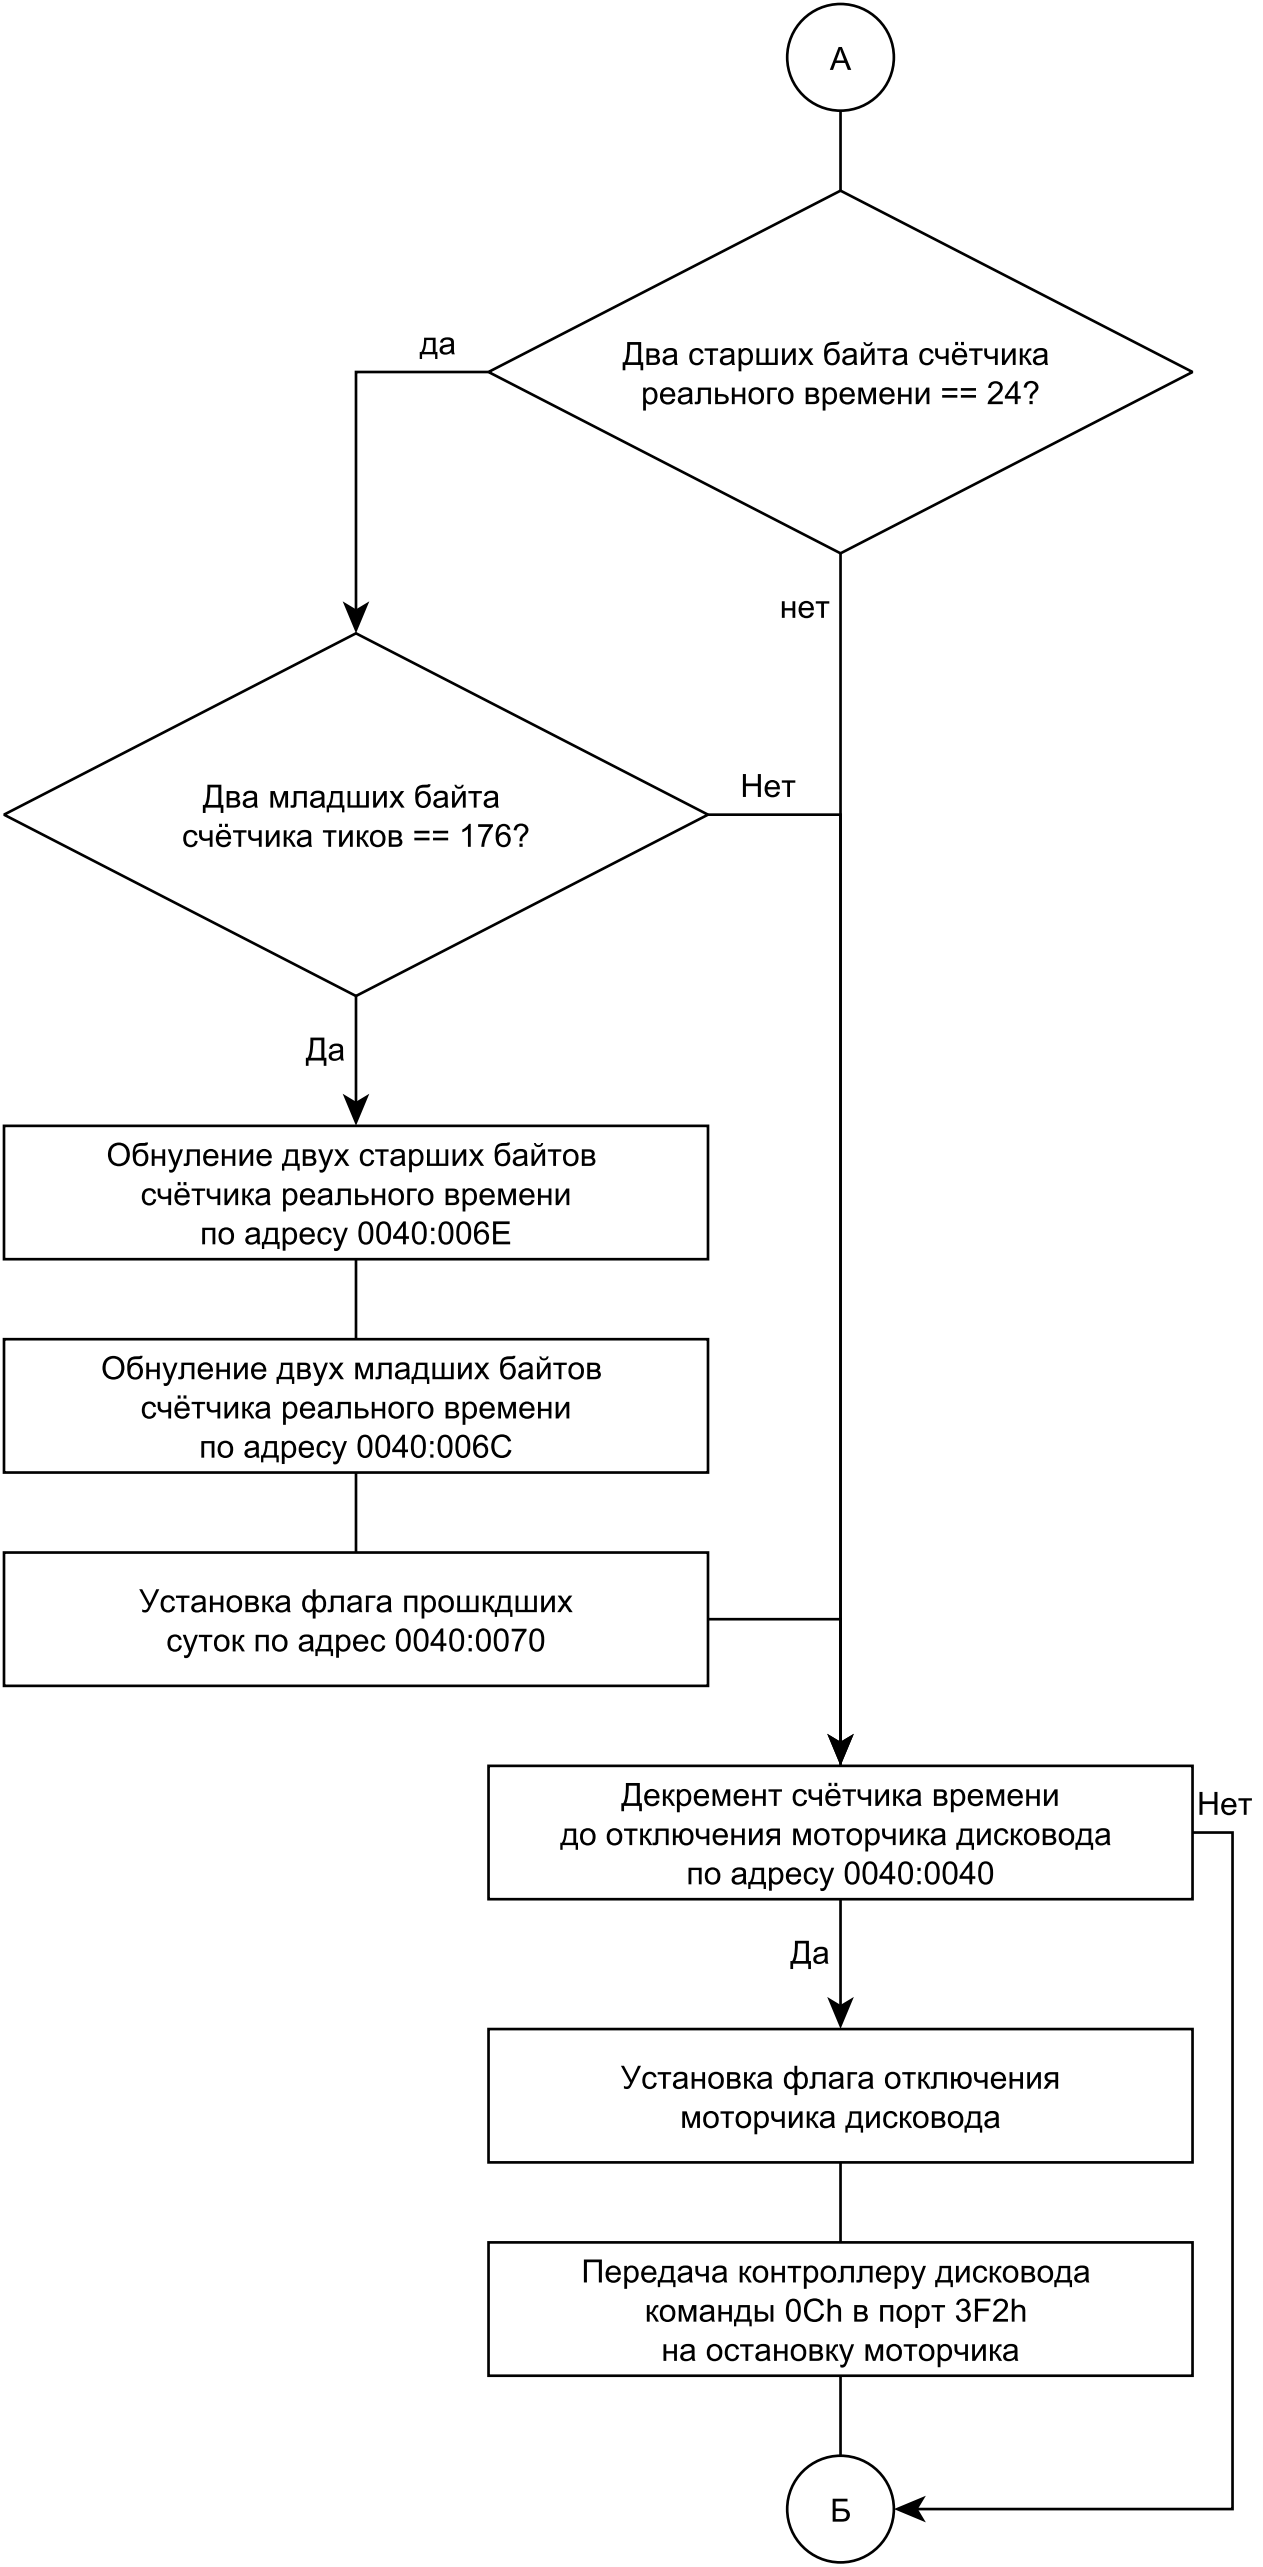 А
Два старших байта счётчика
реального времени == 24?
да
нет
Два младших байта
счётчика тиков == 176?
Нет
Да
Обнуление двух старших байтов
счётчика реального времени
по адресу 0040:006E
Обнуление двух младших байтов
счётчика реального времени
по адресу 0040:006C
Установка флага прошкдших
суток по адрес 0040:0070
Декремент счётчика времени
до отключения моторчика дисковода
по адресу 0040:0040
Нет
Да
Установка флага отключения
моторчика дисковода
Передача контроллеру дисковода
команды 0Ch в порт 3F2h
на остановку моторчика
Б